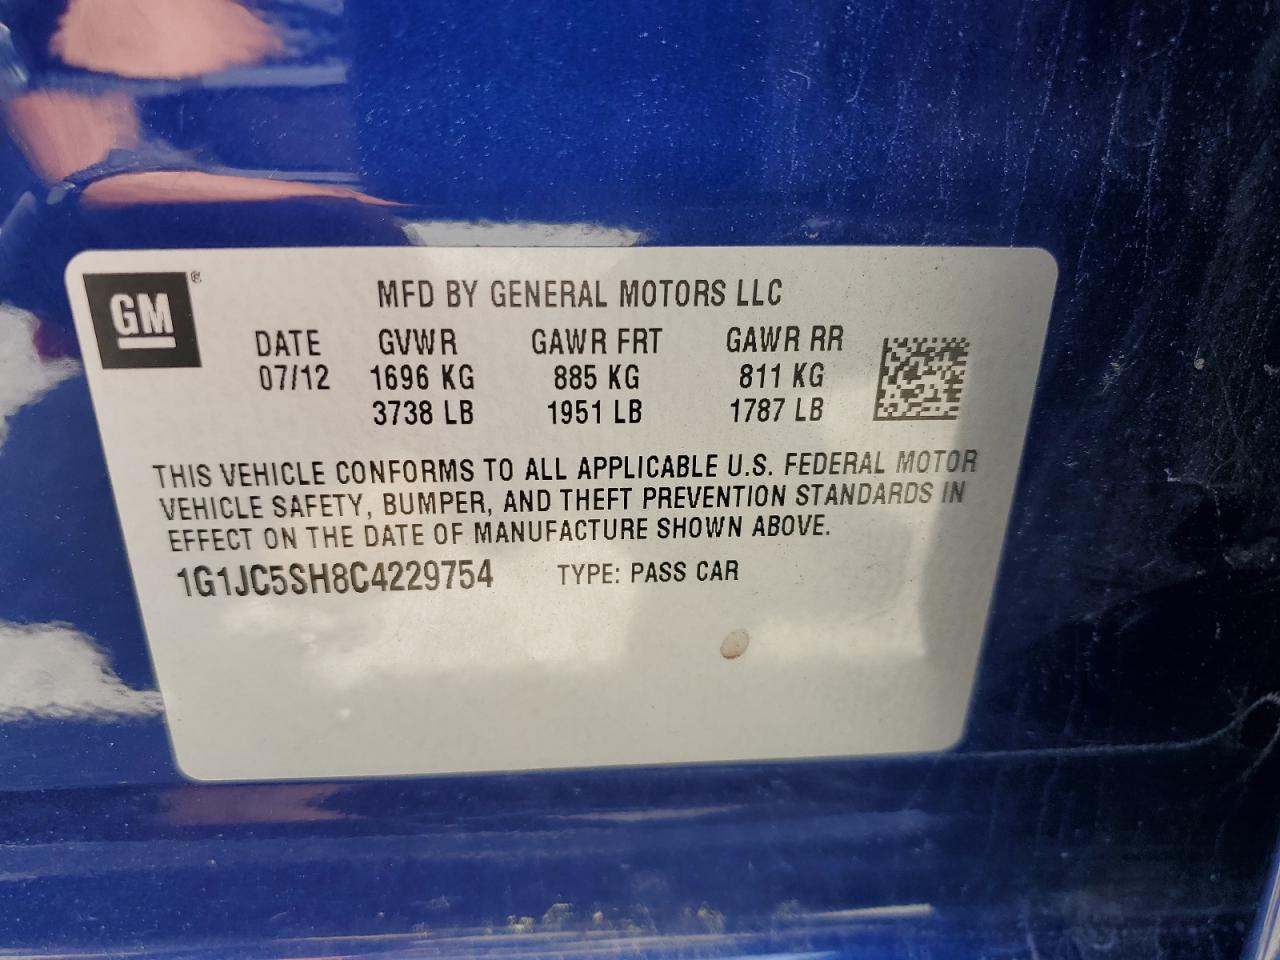 GM ®
MFD BY GENERAL MOTORS LLC
DATE GVWR GAWR FRT GAWR RR
07/12 1696 KG 885 KG 811 KG
3738 LB 1951 LB 1787 LB
THIS VEHICLE CONFORMS TO ALL APPLICABLE U.S. FEDERAL MOTOR
VEHICLE SAFETY, BUMPER, AND THEFT PREVENTION STANDARDS IN
EFFECT ON THE DATE OF MANUFACTURE SHOWN ABOVE.
1G1JC5SH8C4229754 TYPE: PASS CAR